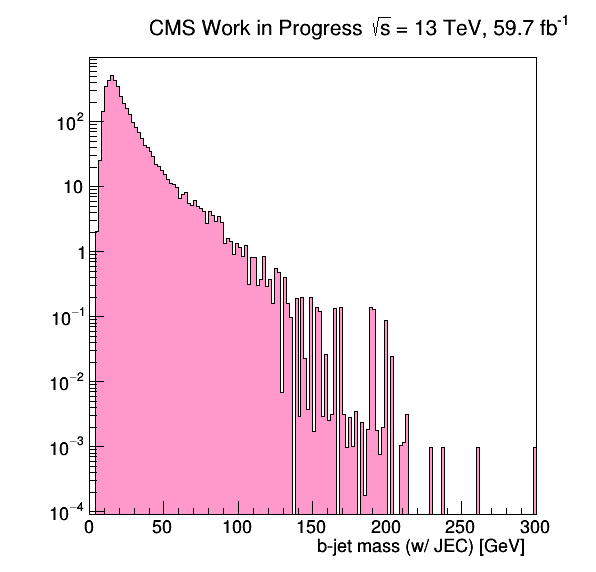 CMS Work in Progress √s = 13 TeV, 59.7 fb⁻¹
10²
10
1
10⁻¹
10⁻²
10⁻³
10⁻⁴
0 50 100 150 200 250 300
b-jet mass (w/ JEC) [GeV]